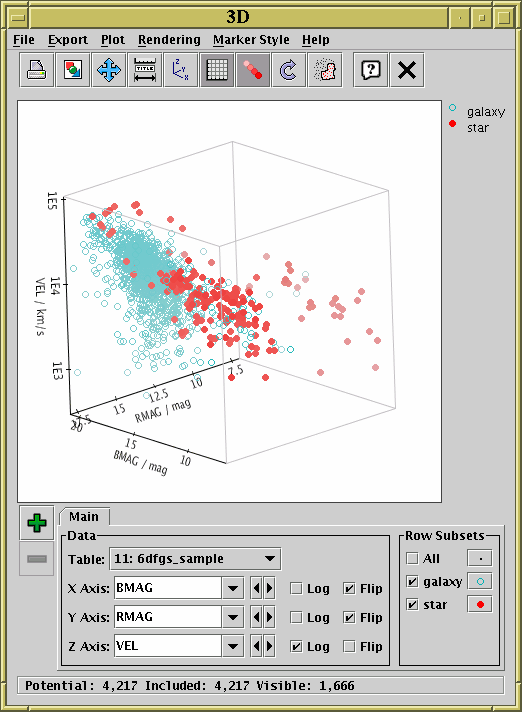 3D
File Export Plot Rendering Marker Style Help
TITLE
y
z x
?
galaxy
star
1E5
1E4
1E3
VEL / km/s
7.5
10
12.5
15
RMAG / mag
20
15
10
BMAG / mag
Main
Data
Table: 11: 6dfgs_sample
X Axis: BMAG Log Flip
Y Axis: RMAG Log Flip
Z Axis: VEL Log Flip
Row Subsets
All
galaxy
star
Potential: 4,217 Included: 4,217 Visible: 1,666